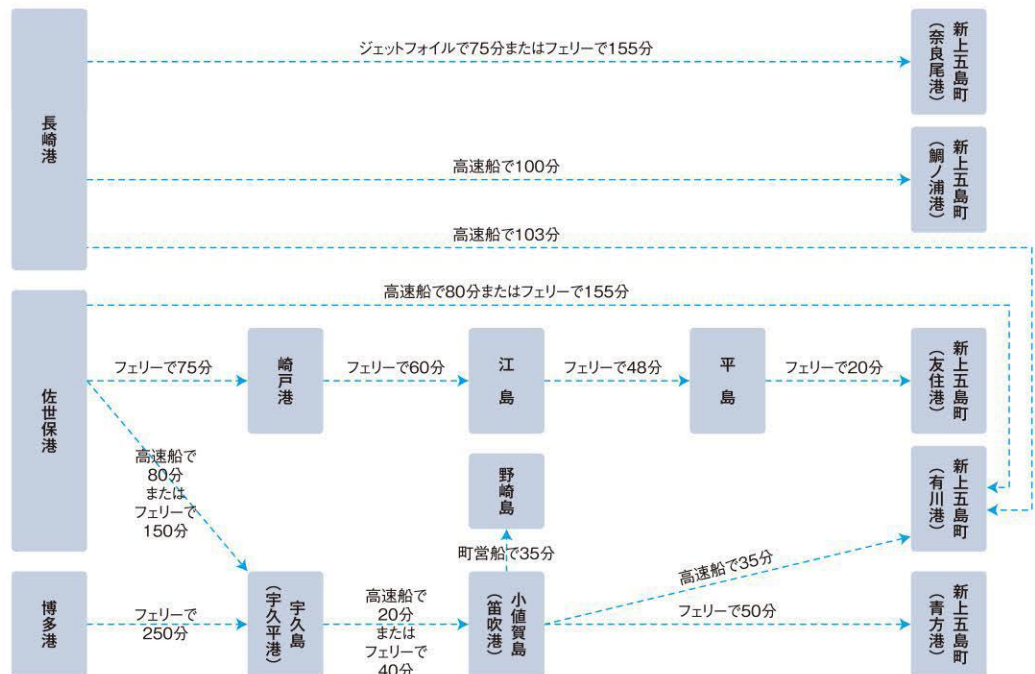 ジェットフォイルで75分またはフェリーで155分
新上五島町
（奈良尾港）
長崎港
高速船で100分
新上五島町
（鯛ノ浦港）
高速船で103分
高速船で80分またはフェリーで155分
佐世保港
フェリーで75分
崎戸港
フェリーで60分
江島
フェリーで48分
平島
フェリーで20分
新上五島町
（友住港）
高速船で
80分
または
フェリーで
150分
野崎島
新上五島町
（有川港）
町営船で35分
高速船で35分
博多港
フェリーで
250分
宇久島
（宇久平港）
高速船で
20分
または
フェリーで
40分
小値賀島
（笛吹港）
フェリーで50分
新上五島町
（青方港）